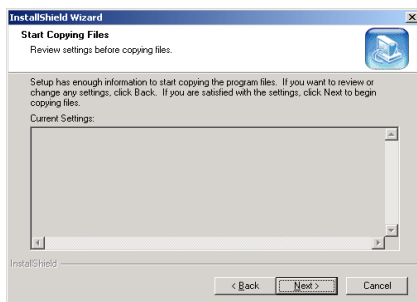 InstallShield Wizard
Start Copying Files
Review settings before copying files.
Setup has enough information to start copying the program files. If you want to review or
change any settings, click Back. If you are satisfied with the settings, click Next to begin
copying files.
Current Settings:
InstallShield
< Back
Next >
Cancel